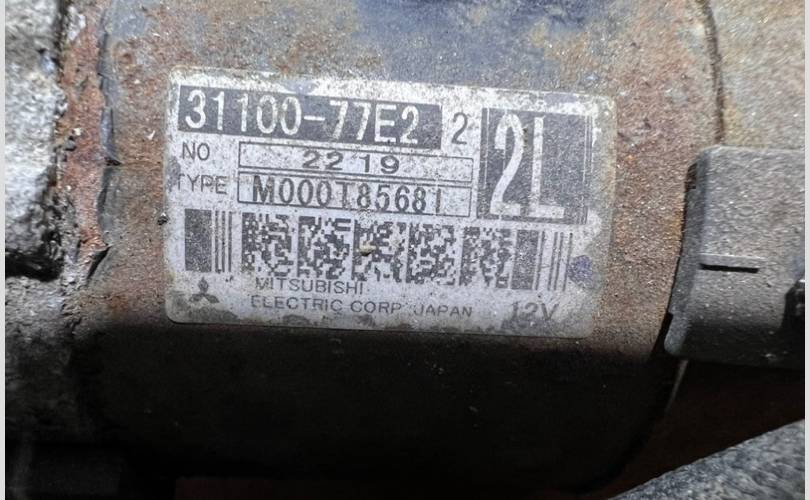 31100-77E2 2
2L
NO 2219
TYPE M000T85681
MITSUBISHI
ELECTRIC CORP. JAPAN 12V